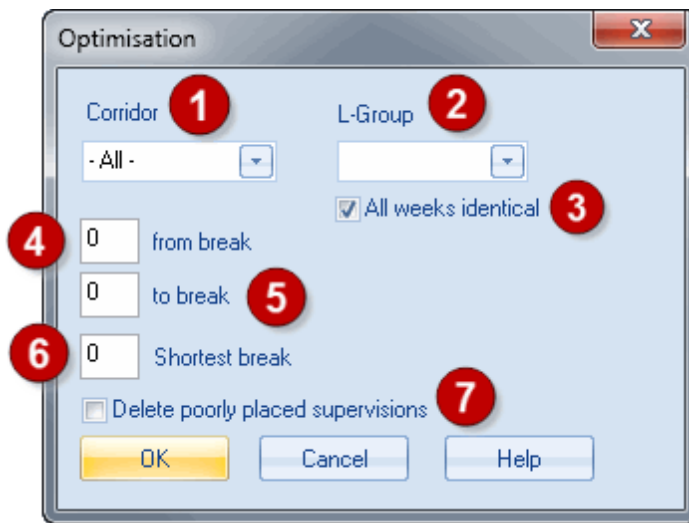 Optimisation
X
Corridor 1
L-Group 2
- All -
All weeks identical 3
4 0 from break
0 to break 5
6 0 Shortest break
Delete poorly placed supervisions 7
OK Cancel Help